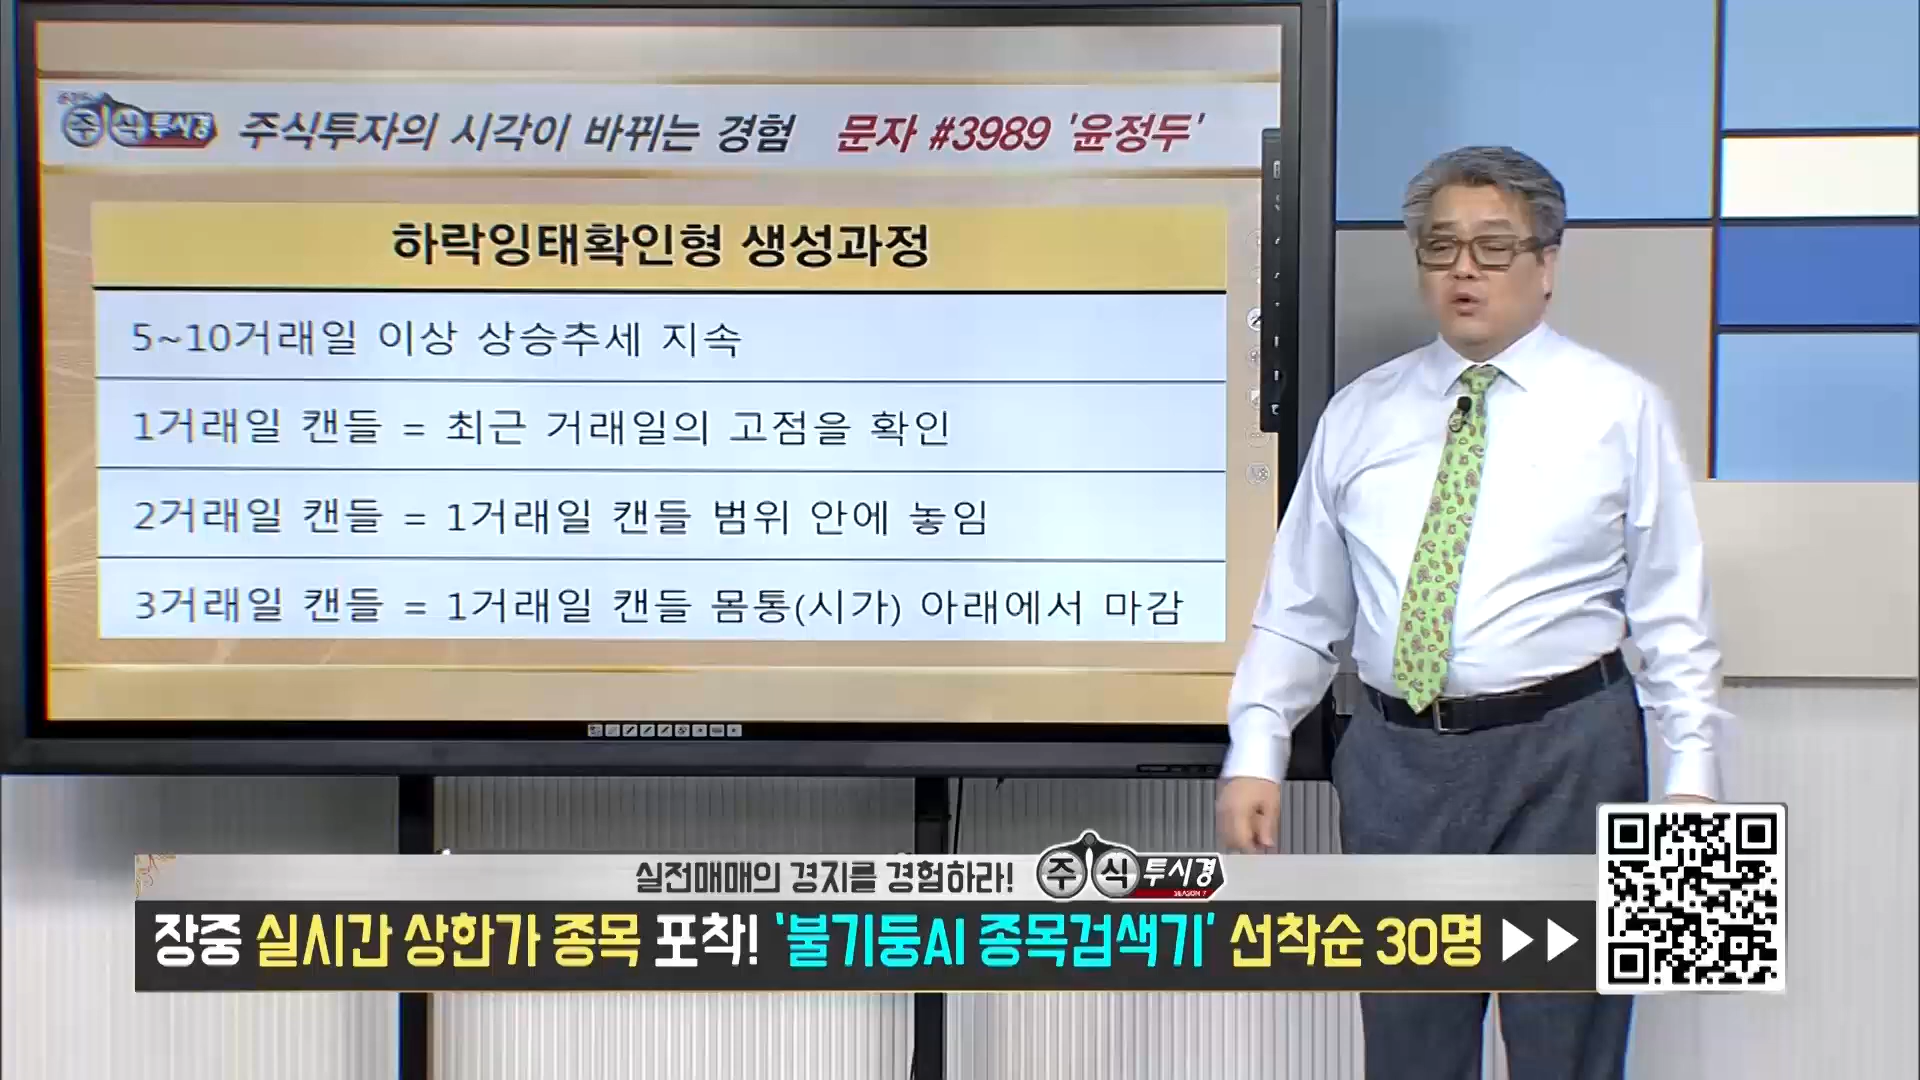 주식투시경 주식투자의 시각이 바뀌는 경험 문자 #3989 '윤정두'
하락잉태확인형 생성과정
5~10거래일 이상 상승추세 지속
1거래일 캔들 = 최근 거래일의 고점을 확인
2거래일 캔들 = 1거래일 캔들 범위 안에 놓임
3거래일 캔들 = 1거래일 캔들 몸통(시가) 아래에서 마감
실전매매의 경지를 경험하라! 주식투시경
SEASON 7
장중 실시간 상한가 종목 포착! '불기둥AI 종목검색기' 선착순 30명